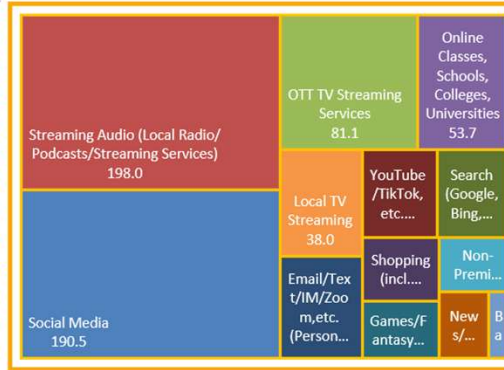 Streaming Audio (Local Radio/
Podcasts/Streaming Services)
198.0
Social Media
190.5
OTT TV Streaming
Services
81.1
Online
Classes,
Schools,
Colleges,
Universities
53.7
Local TV
Streaming
38.0
Email/Tex
t/IM/Zoo
m,etc.
(Person...
YouTube
/TikTok,
etc....
Search
(Google,
Bing,...
Shopping
(incl....
Non-
Premi...
Games/F
antasy...
New
s/...
B
a